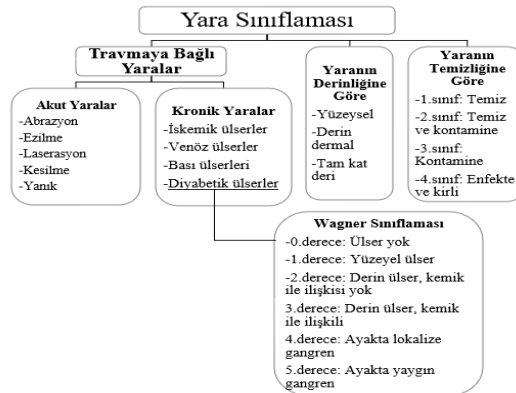 Yara Sınıflaması
Travmaya Bağlı
Yaralar
Akut Yaralar
-Abrazyon
-Ezilme
-Laserasyon
-Kesilme
-Yanık
Kronik Yaralar
-İskemik ülserler
-Venöz ülserler
-Bası ülserleri
-Diyabetik ülserler
Yaranın
Derinliğine
Göre
-Yüzeysel
-Derin
dermal
-Tam kat
deri
Yaranın
Temizliğine
Göre
-1.sınıf: Temiz
-2.sınıf: Temiz
ve kontamine
-3.sınıf:
Kontamine
-4.sınıf: Enfekte
ve kirli
Wagner Sınıflaması
-0.derece: Ülser yok
-1.derece: Yüzeyel ülser
-2.derece: Derin ülser, kemik
ile ilişkisi yok
3.derece: Derin ülser, kemik
ile ilişkili
4.derece: Ayakta lokalize
gangren
5.derece: Ayakta yaygın
gangren